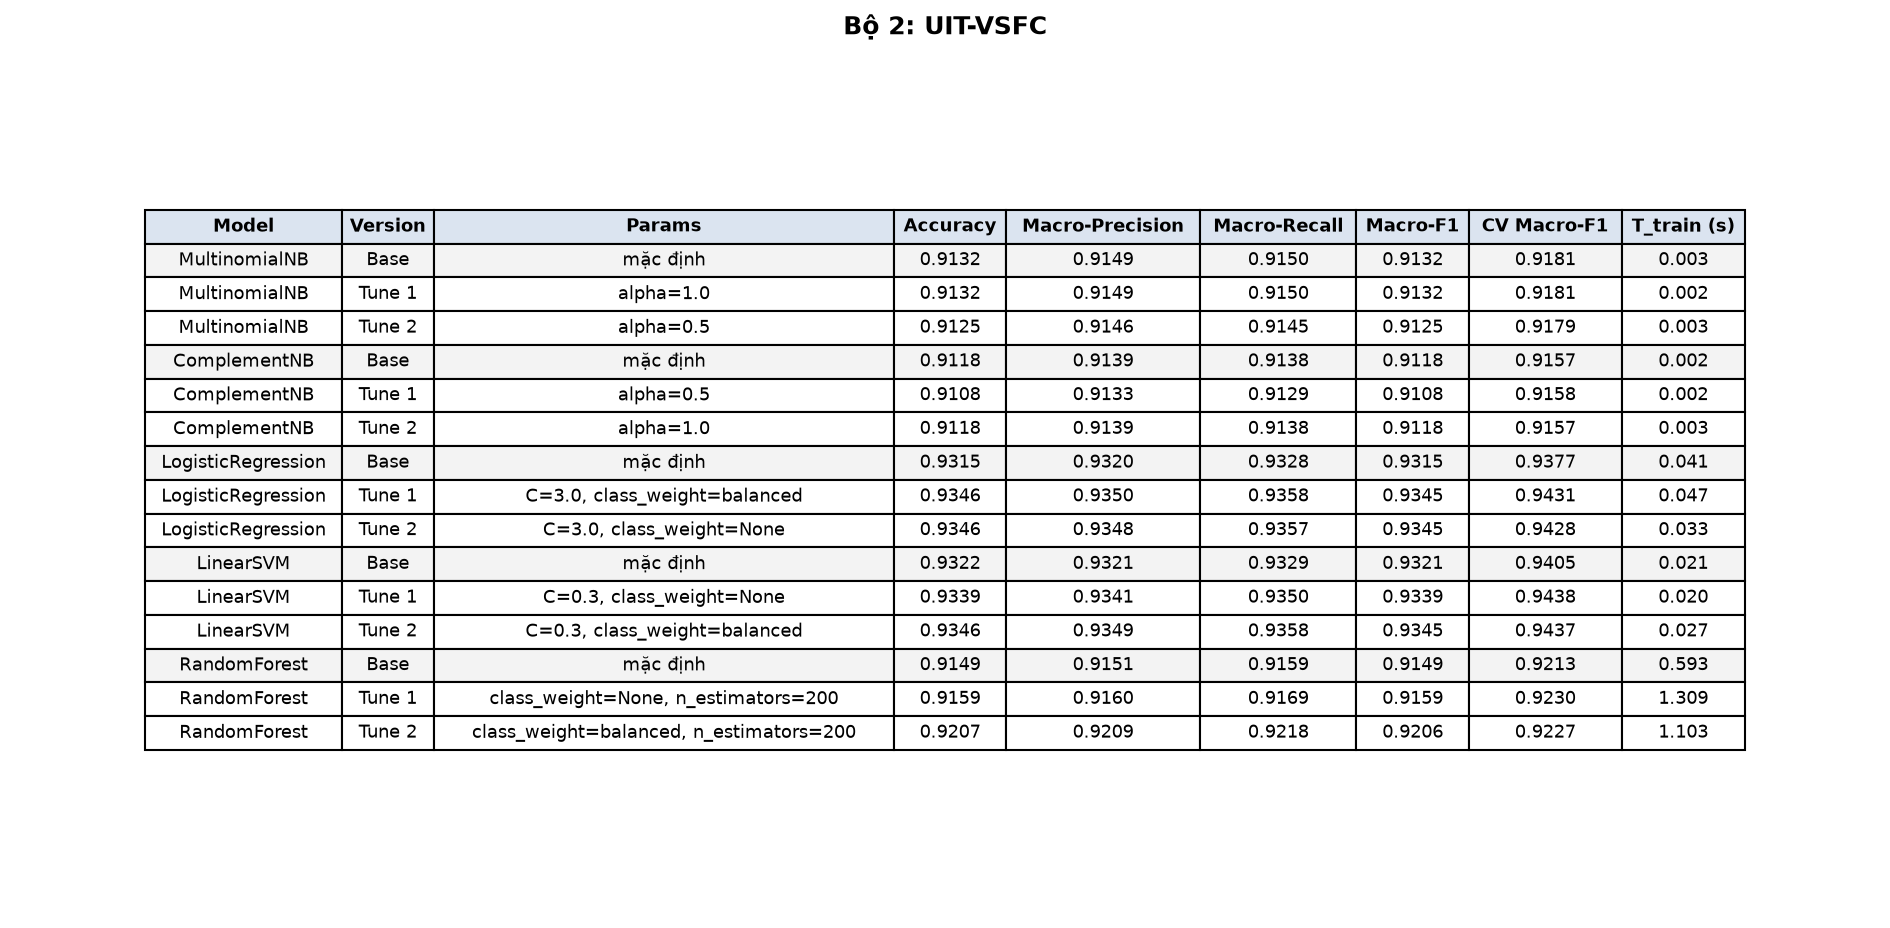 Bộ 2: UIT-VSFC
Model Version Params Accuracy Macro-Precision Macro-Recall Macro-F1 CV Macro-F1 T_train (s)
MultinomialNB Base mặc định 0.9132 0.9149 0.9150 0.9132 0.9181 0.003
MultinomialNB Tune 1 alpha=1.0 0.9132 0.9149 0.9150 0.9132 0.9181 0.002
MultinomialNB Tune 2 alpha=0.5 0.9125 0.9146 0.9145 0.9125 0.9179 0.003
ComplementNB Base mặc định 0.9118 0.9139 0.9138 0.9118 0.9157 0.002
ComplementNB Tune 1 alpha=0.5 0.9108 0.9133 0.9129 0.9108 0.9158 0.002
ComplementNB Tune 2 alpha=1.0 0.9118 0.9139 0.9138 0.9118 0.9157 0.003
LogisticRegression Base mặc định 0.9315 0.9320 0.9328 0.9315 0.9377 0.041
LogisticRegression Tune 1 C=3.0, class_weight=balanced 0.9346 0.9350 0.9358 0.9345 0.9431 0.047
LogisticRegression Tune 2 C=3.0, class_weight=None 0.9346 0.9348 0.9357 0.9345 0.9428 0.033
LinearSVM Base mặc định 0.9322 0.9321 0.9329 0.9321 0.9405 0.021
LinearSVM Tune 1 C=0.3, class_weight=None 0.9339 0.9341 0.9350 0.9339 0.9438 0.020
LinearSVM Tune 2 C=0.3, class_weight=balanced 0.9346 0.9349 0.9358 0.9345 0.9437 0.027
RandomForest Base mặc định 0.9149 0.9151 0.9159 0.9149 0.9213 0.593
RandomForest Tune 1 class_weight=None, n_estimators=200 0.9159 0.9160 0.9169 0.9159 0.9230 1.309
RandomForest Tune 2 class_weight=balanced, n_estimators=200 0.9207 0.9209 0.9218 0.9206 0.9227 1.103